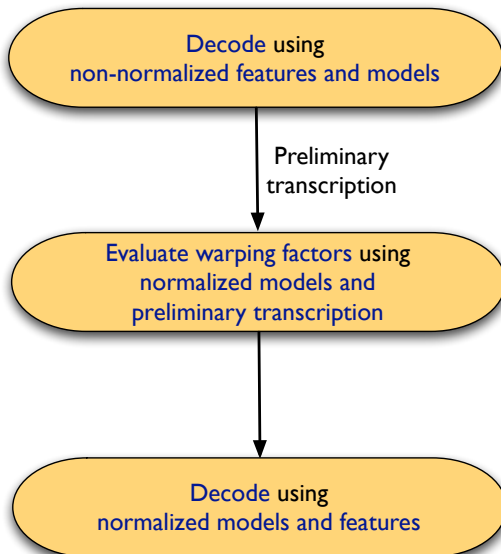 Decode using
non-normalized features and models
Preliminary
transcription
Evaluate warping factors using
normalized models and
preliminary transcription
Decode using
normalized models and features